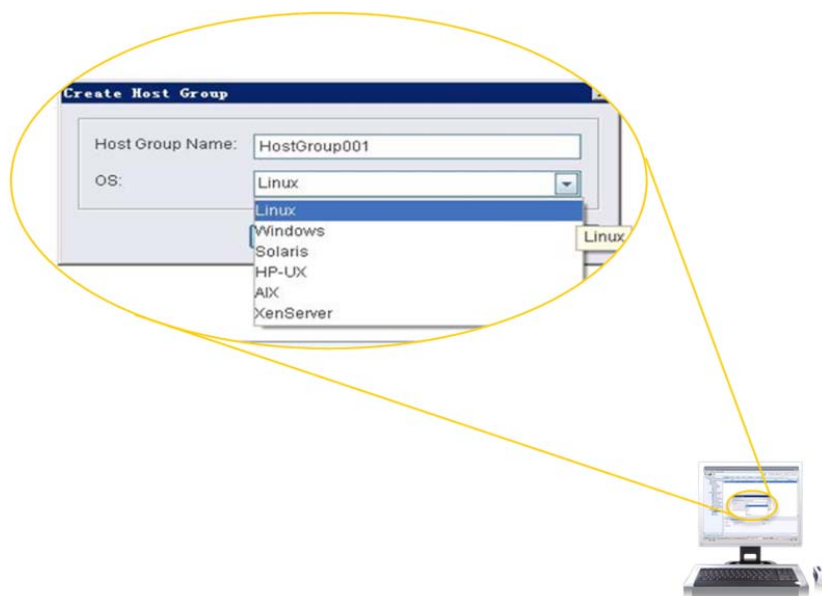 Create Host Group
Host Group Name: HostGroup001
OS: Linux
Linux
Windows
Linux
Solaris
HP-UX
AIX
XenServer